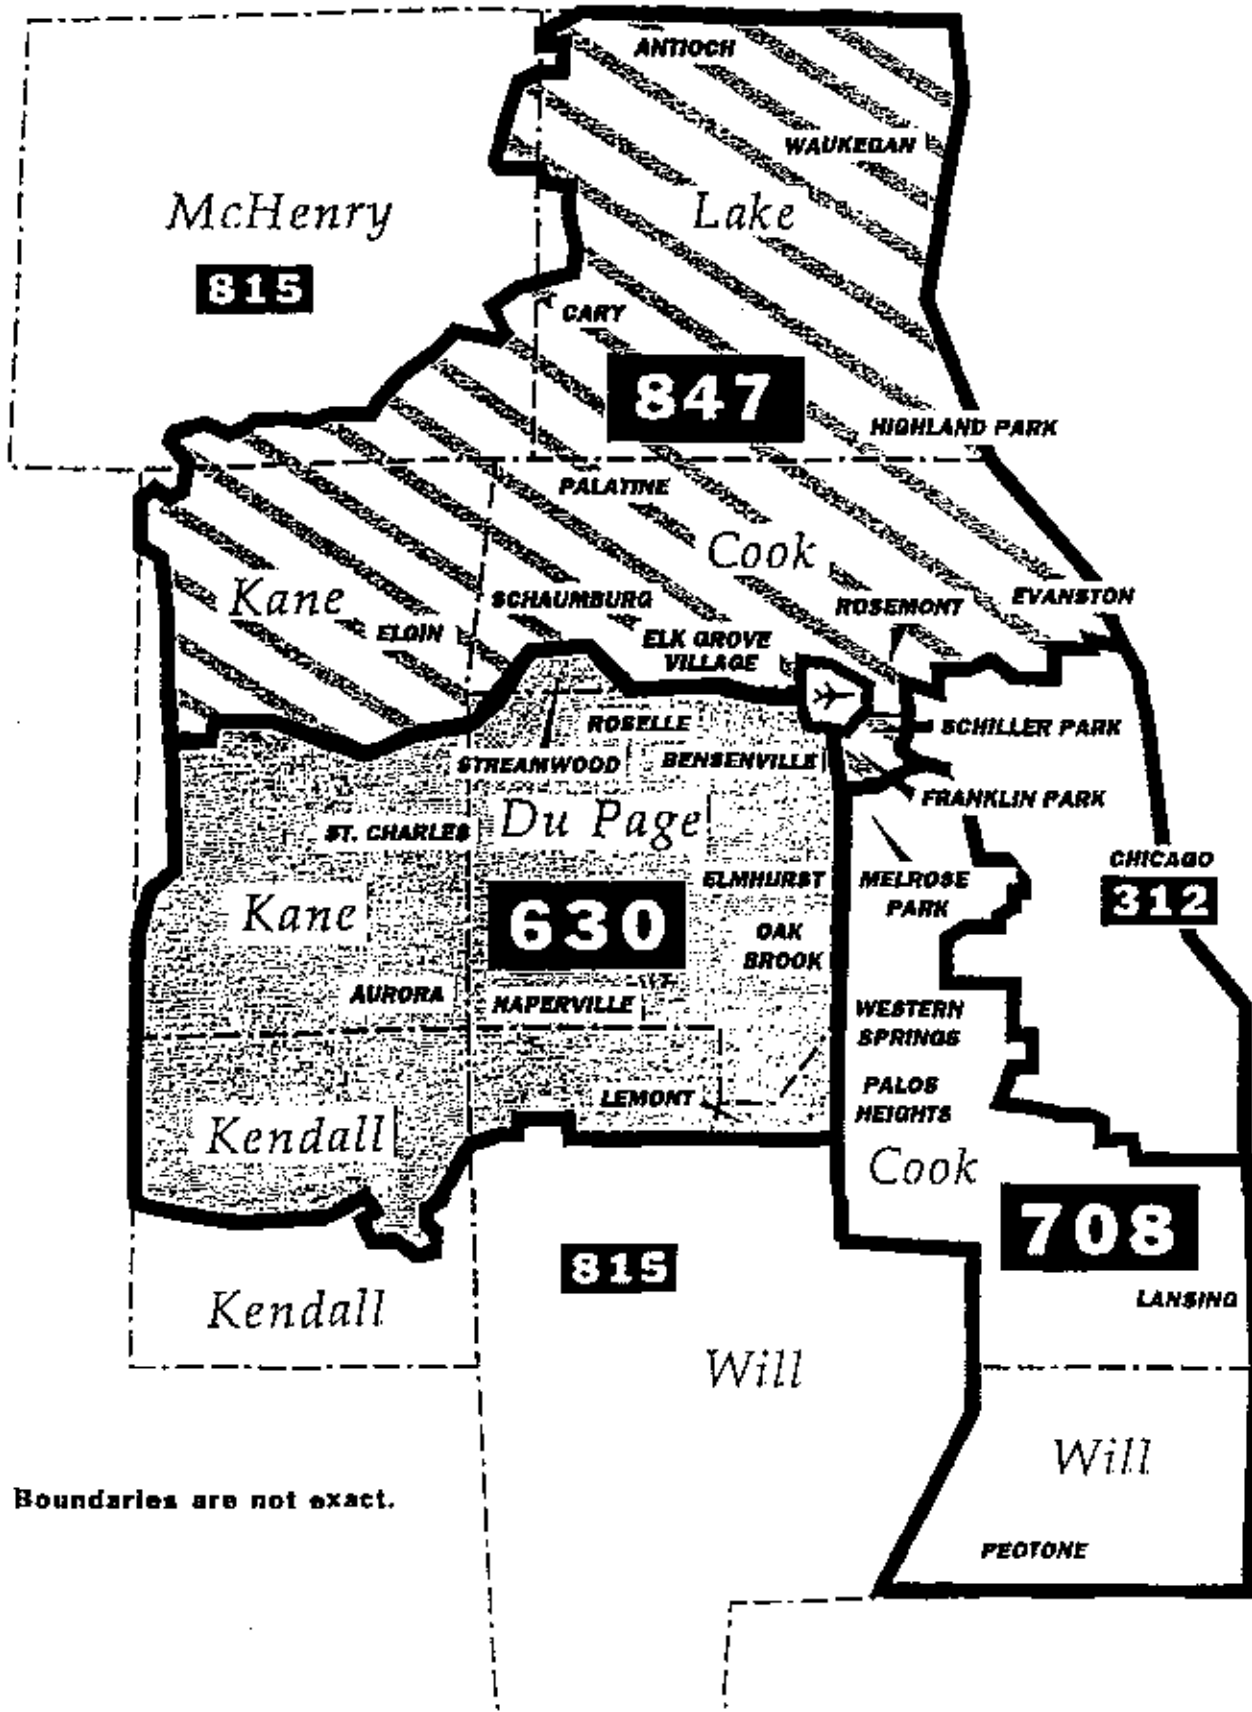 ANTIOCH
WAUKEGAN
McHenry
Lake
815
CARY
847
HIGHLAND PARK
PALATINE
Cook
Kane
SCHAUMBURG
ROSEMONT
EVANSTON
ELGIN
ELK GROVE
VILLAGE
ROSELLE
SCHILLER PARK
STREAMWOOD
BENSENVILLE
FRANKLIN PARK
Du Page
ST. CHARLES
CHICAGO
312
ELMHURST
MELROSE
PARK
Kane
630
OAK
BROOK
AURORA
NAPERVILLE
WESTERN
SPRINGS
LEMONT
PALOS
HEIGHTS
Kendall
Cook
708
815
LANSING
Kendall
Will
Will
Boundaries are not exact.
PEOTONE